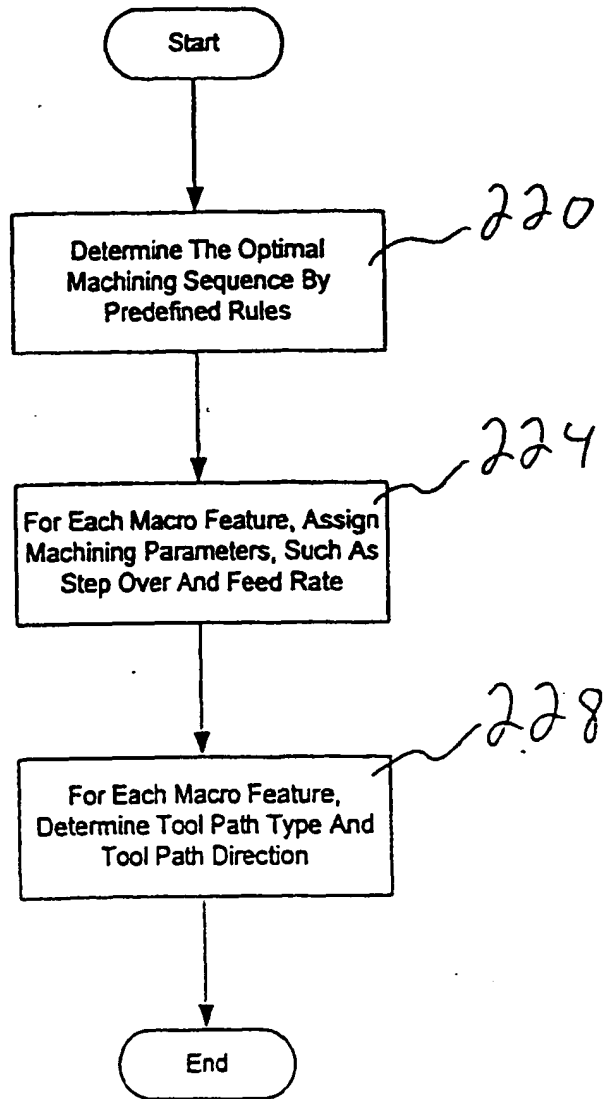 Start
220
Determine The Optimal
Machining Sequence By
Predefined Rules
224
For Each Macro Feature, Assign
Machining Parameters, Such As
Step Over And Feed Rate
228
For Each Macro Feature,
Determine Tool Path Type And
Tool Path Direction
End